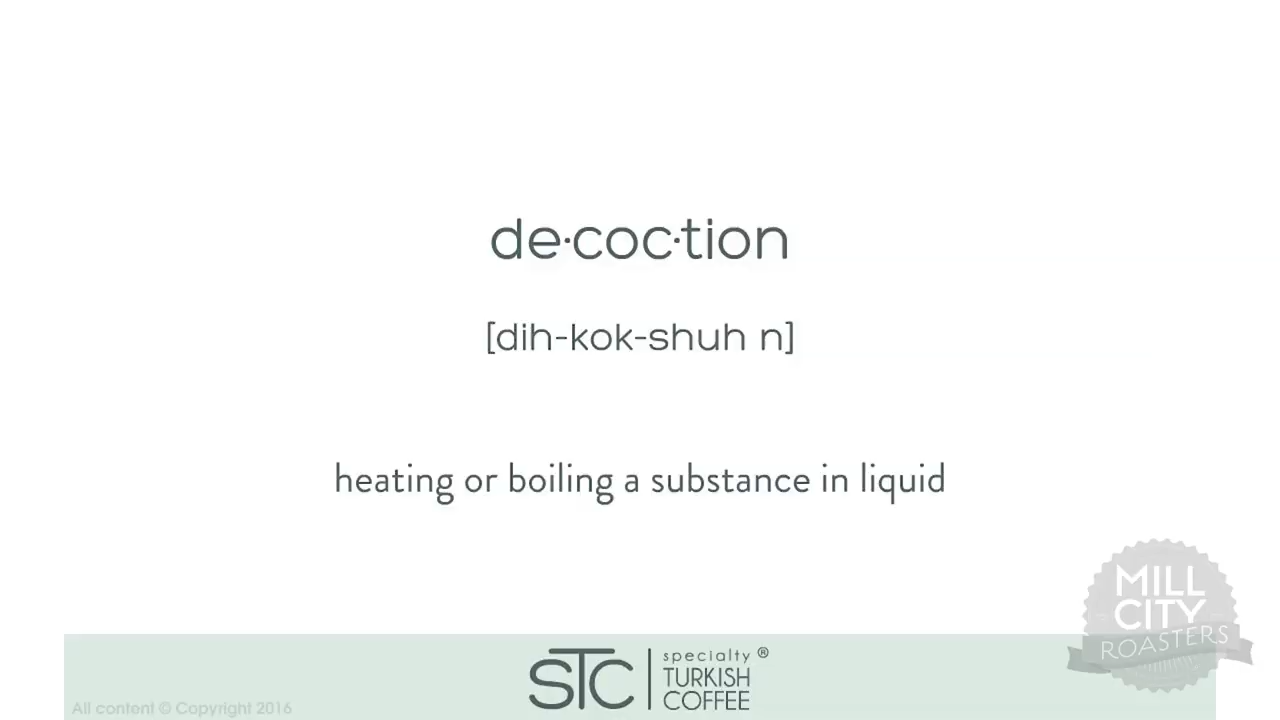 de·coc·tion
[dih-kok-shuh n]
heating or boiling a substance in liquid
MILL
CITY
ROASTERS
STC | specialty ®
TURKISH
COFFEE
All content © Copyright 2016